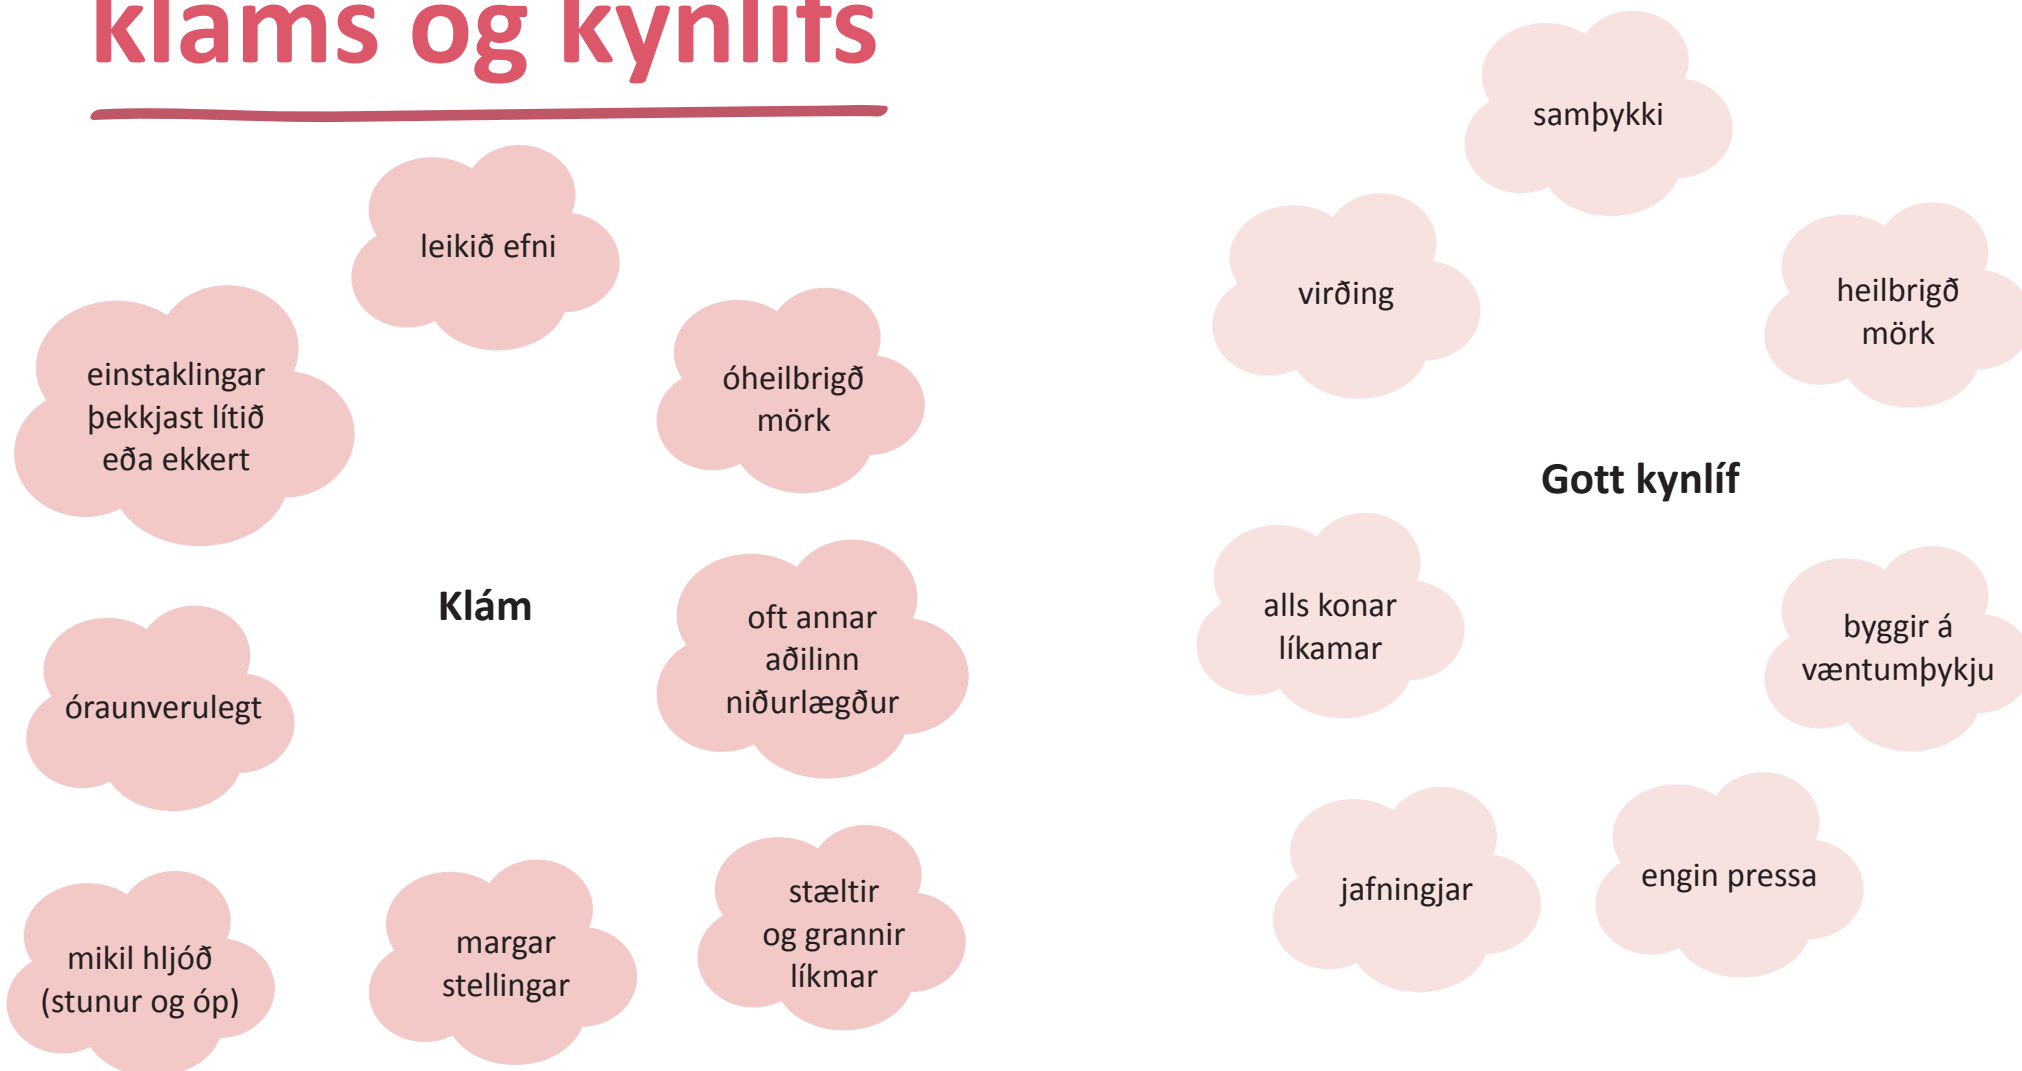 kláms og kynlífs
leikið efni
einstaklingar
þekkjast lítið
eða ekkert
óheilbrigð
mörk
Klám
oft annar
aðilinn
niðurlægður
óraunverulegt
mikil hljóð
(stunur og óp)
margar
stellingar
stæltir
og grannir
líkmar
samþykki
virðing
heilbrigð
mörk
Gott kynlíf
alls konar
líkamar
byggir á
væntumþykju
jafningjar
engin pressa